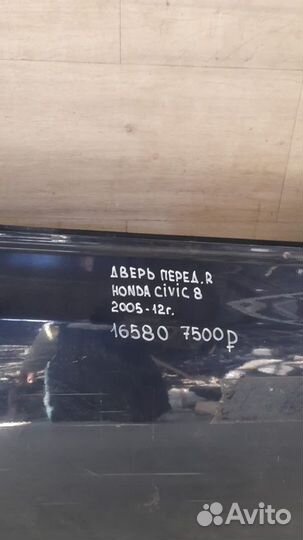 ДВЕРЬ ПЕРЕД. R
HONDA CiViC 8
2005-12г.
16580 7500₽
Avito